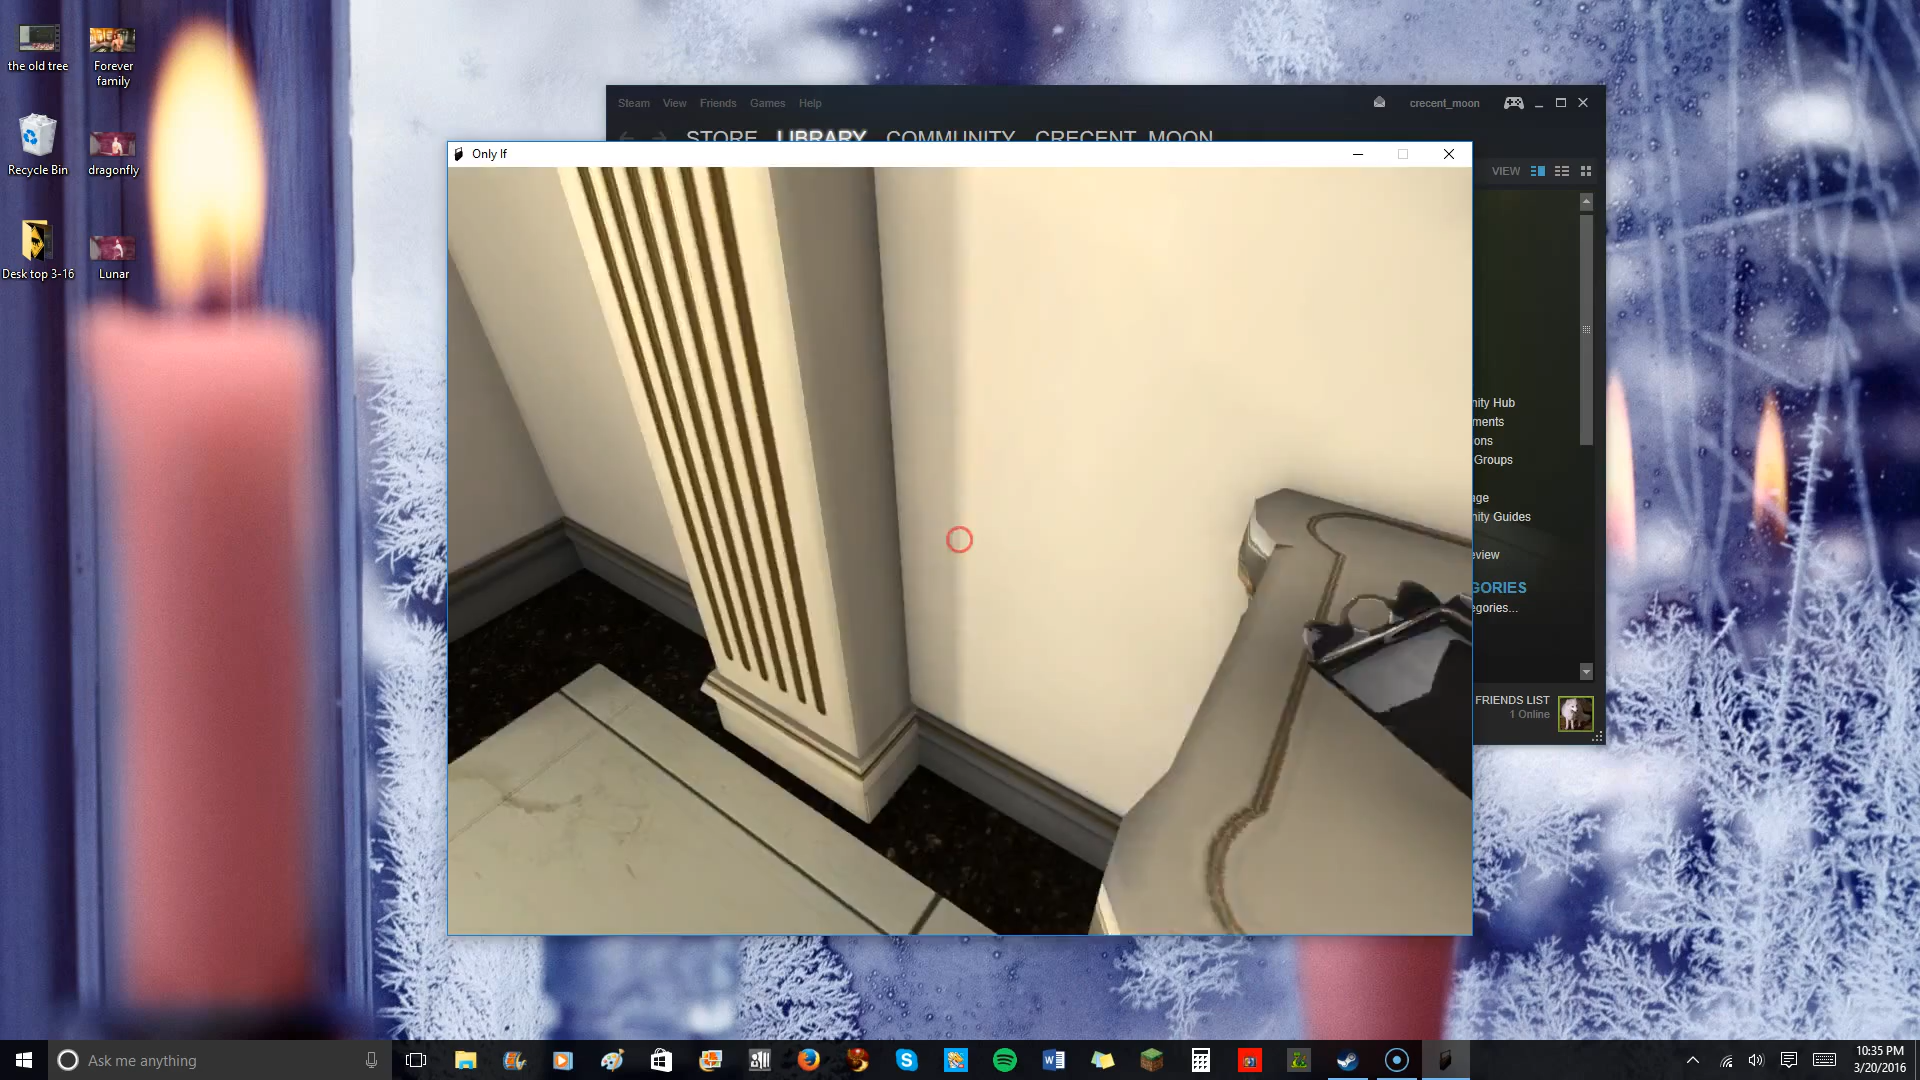 the old tree
Forever
family
Recycle Bin
dragonfly
Desk top 3-16
Lunar
Steam View Friends Games Help
crecent_moon
STORE LIBRARY COMMUNITY CRECENT_MOON
Only If
VIEW
nity Hub
ments
ons
Groups
age
nity Guides
eview
GORIES
egories...
FRIENDS LIST
1 Online
Ask me anything
10:35 PM
3/20/2016